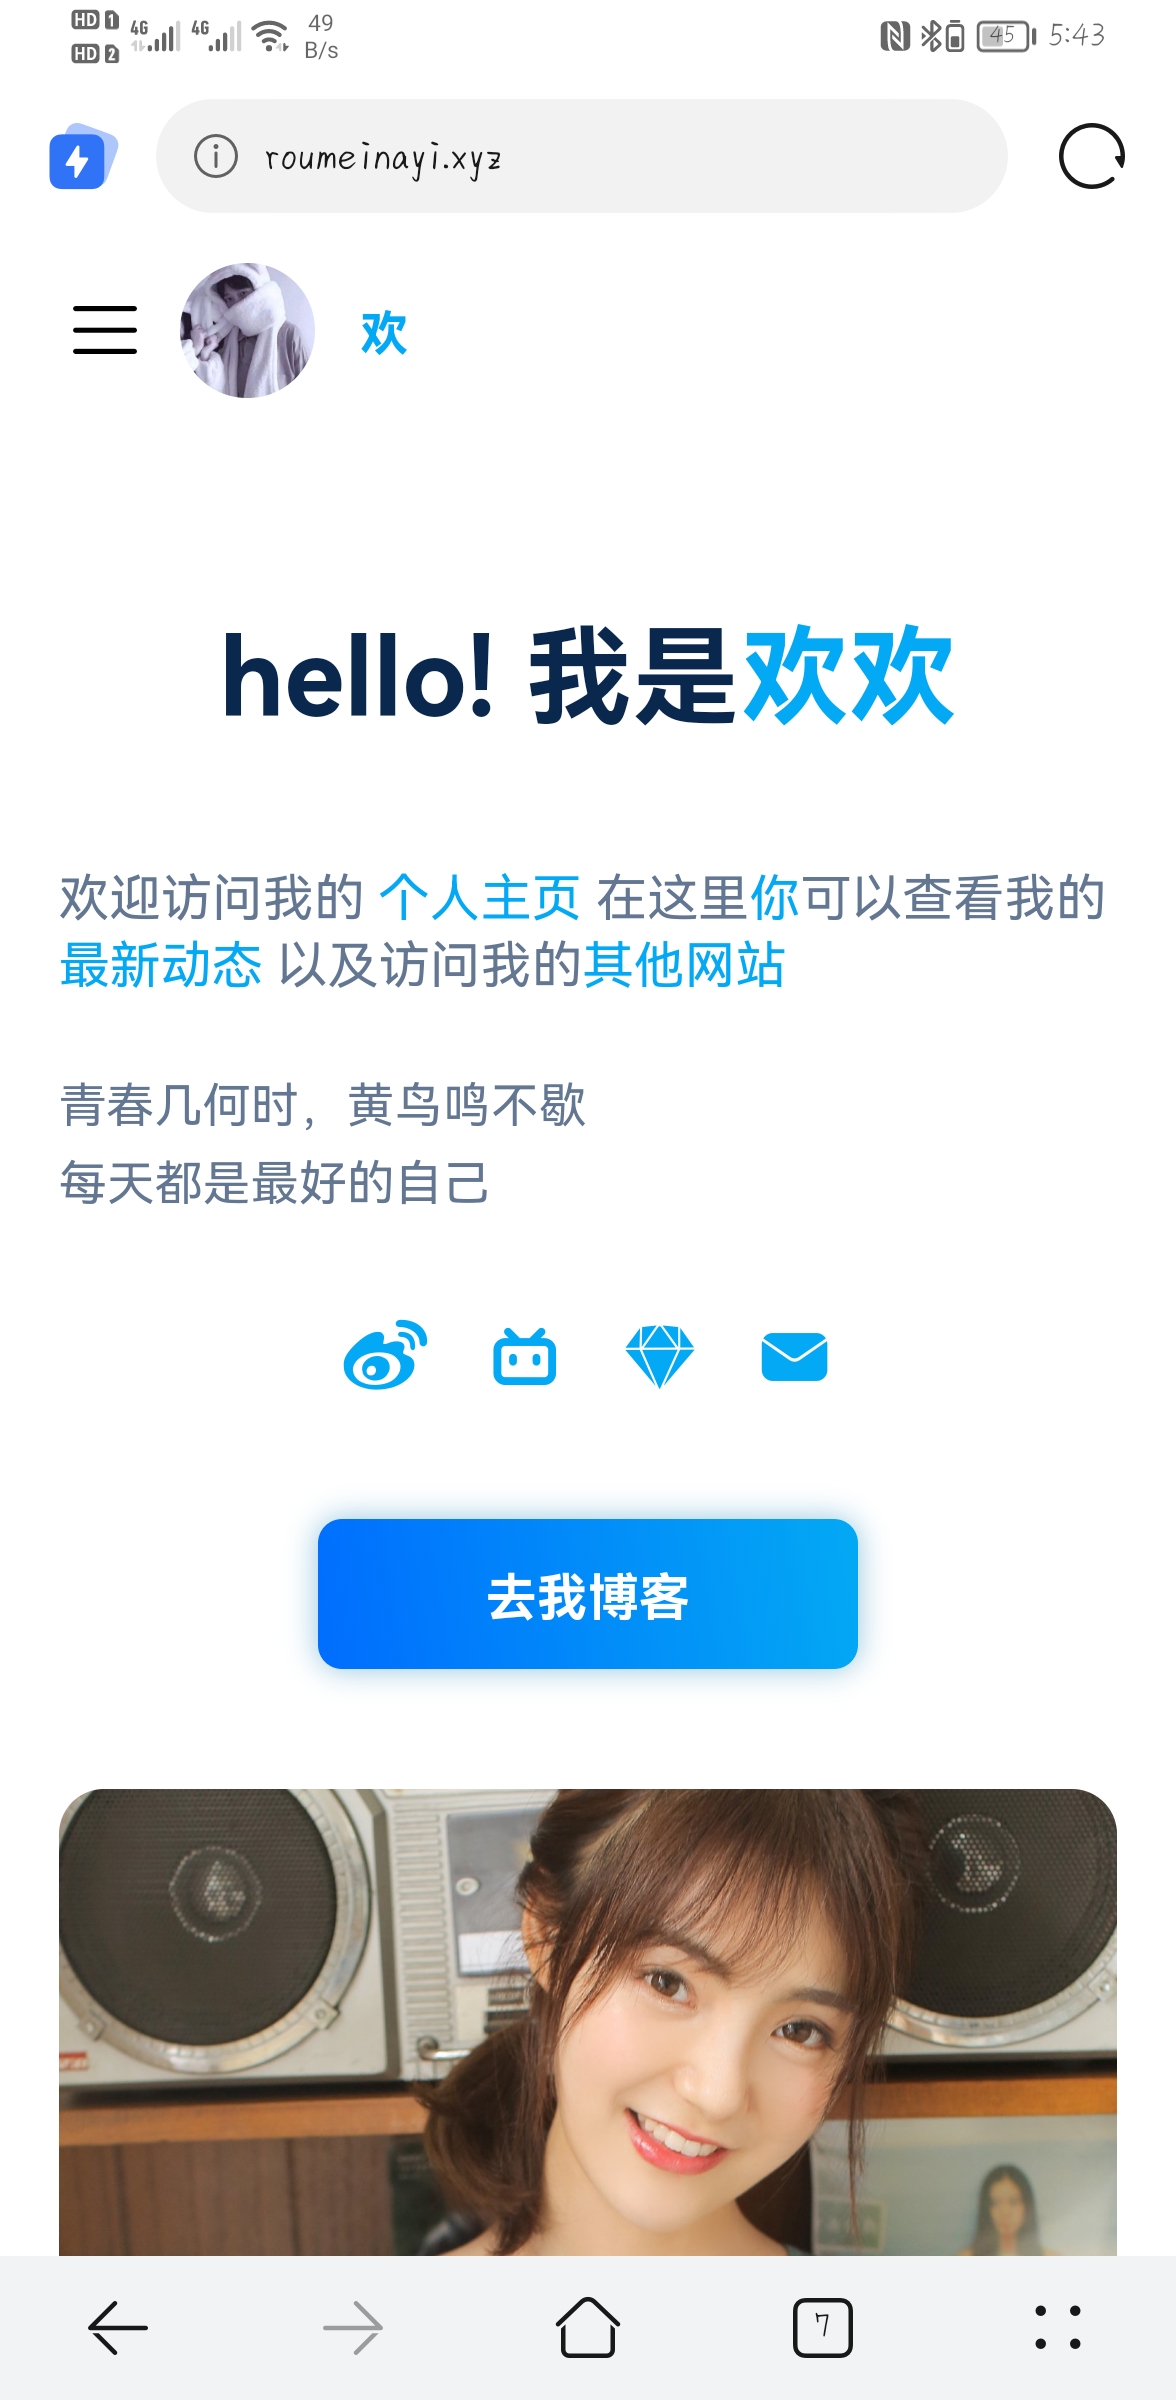 HD 1 4G 4G 49
HD 2 B/s
45 5:43
roumeinayi.xyz
欢
hello! 我是欢欢
欢迎访问我的 个人主页 在这里你可以查看我的
最新动态 以及访问我的其他网站
青春几何时，黄鸟鸣不歇
每天都是最好的自己
去我博客
7